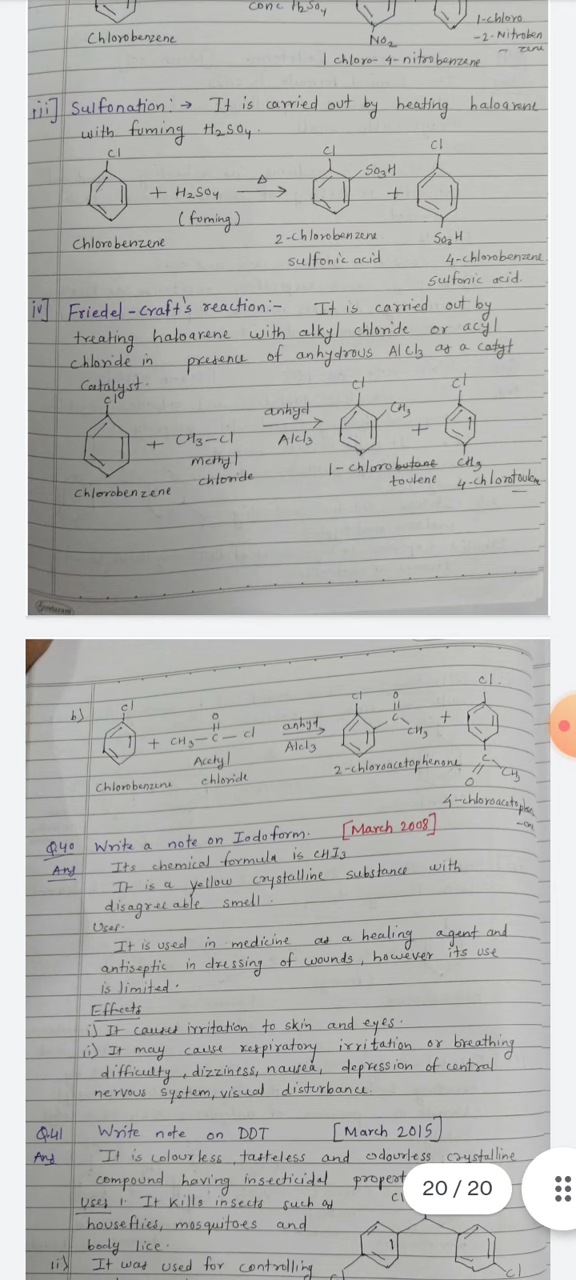 conc H2SO4
Chlorobenzene
NO2
1-chloro
-2-Nitroben
zene
1 chloro-4-nitrobenzene
iii] Sulfonation:→ It is carried out by heating haloarene
with fuming H2SO4.
Cl Cl Cl
SO3H
+ H2SO4 Δ → +
(fuming)
Chlorobenzene
2-chlorobenzene
sulfonic acid
SO3H
4-chlorobenzene
sulfonic acid.
iv] Friedel-craft's reaction:- It is carried out by
treating haloarene with alkyl chloride or acyl
chloride in presence of anhydrous AlCl3 as a catyt
Catalyst.
Cl Cl Cl
+ CH3-Cl anhyd → CH3 +
AlCl3
methyl
chloride
Chlorobenzene
1-chlorobutane
toulene
CH3
4-chlorotoulen
b)
Cl Cl O Cl.
O
+ CH3-C-Cl anhyd → C CH3 +
AlCl3
Acetyl
chloride
Chlorobenzene
2-chloroacetophenone
C CH3
O
4-chloroacetophen
-one
Q.40 Write a note on Iodoform. [March 2008]
Ans Its chemical formula is CHI3
It is a yellow crystalline substance with
disagreeable smell.
Uses-
It is used in medicine as a healing agent and
antiseptic in dressing of wounds, however its use
is limited.
Effects
i) It causes irritation to skin and eyes.
ii) It may cause respiratory irritation or breathing
difficulty, dizziness, nausea, depression of central
nervous system, visual disturbance.
Q.41 Write note on DDT [March 2015]
Ans It is colourless, tasteless and odourless crystalline
compound having insecticidal propert
20 / 20
Uses i. It kills insects such as
houseflies, mosquitoes and
body lice.
ii) It was used for controlling
Cl
Cl